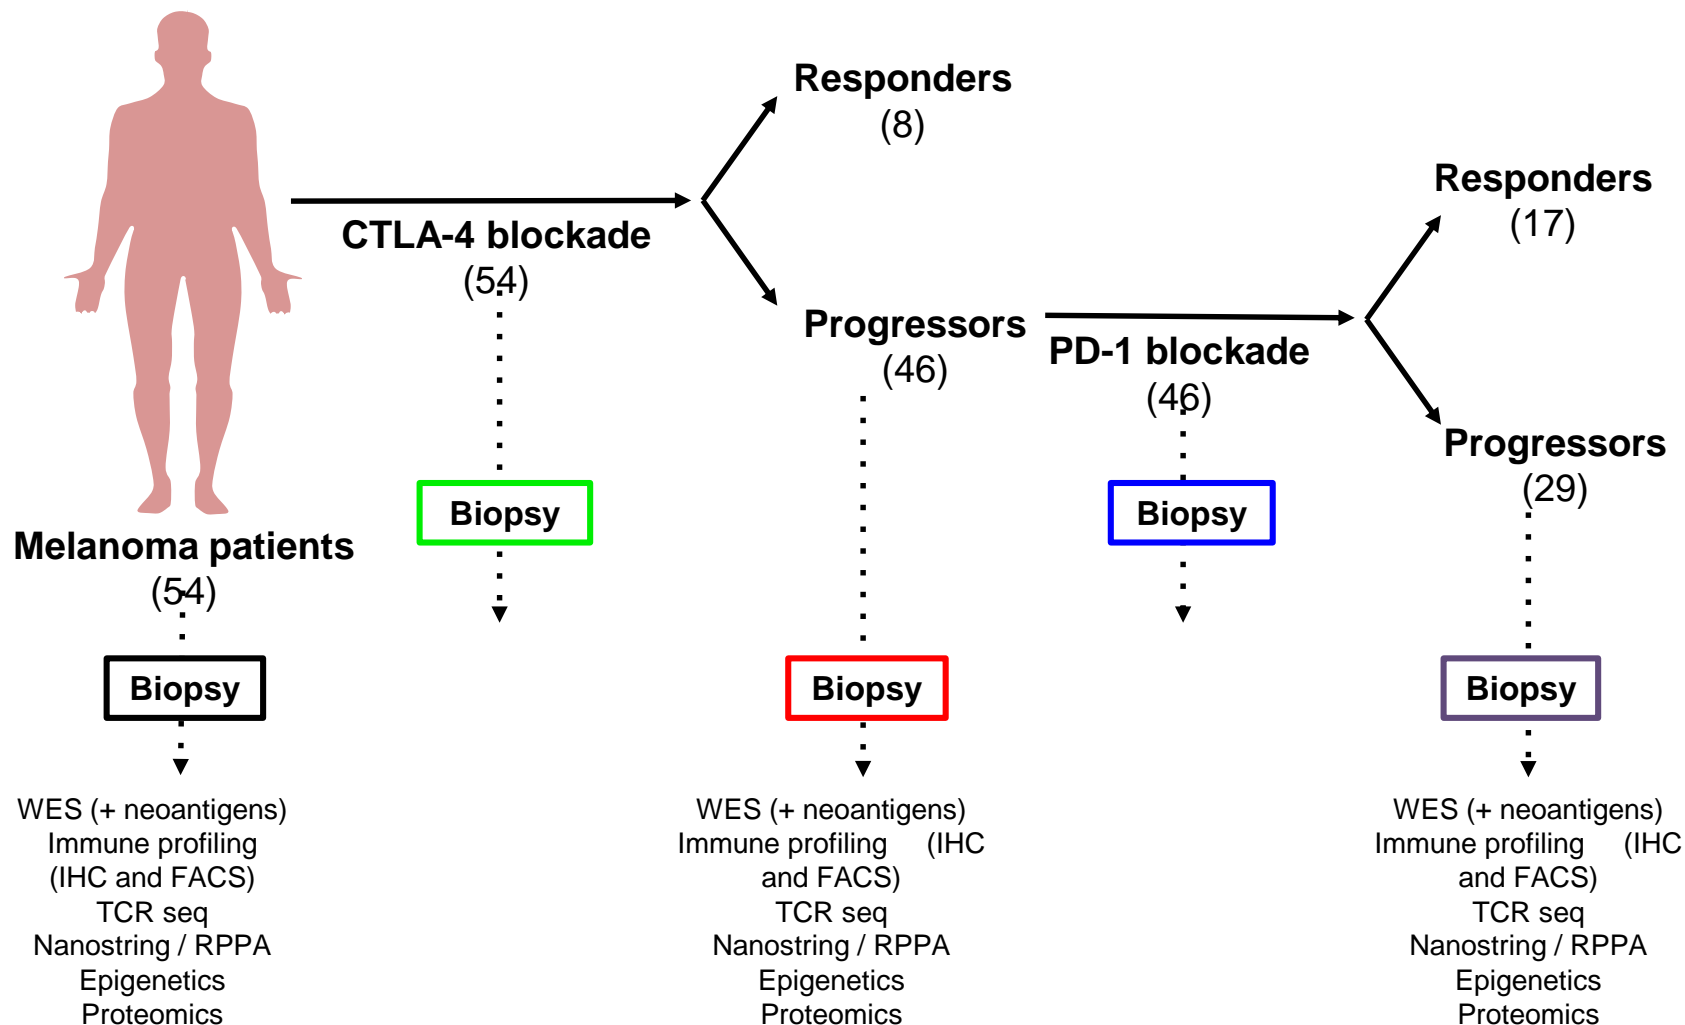 Responders
(8)
CTLA-4 blockade
(54)
Progressors
(46)
Responders
(17)
PD-1 blockade
(46)
Progressors
(29)
Melanoma patients
(54)
Biopsy
Biopsy
Biopsy
Biopsy
Biopsy
WES (+ neoantigens)
Immune profiling
(IHC and FACS)
TCR seq
Nanostring / RPPA
Epigenetics
Proteomics
WES (+ neoantigens)
Immune profiling (IHC
and FACS)
TCR seq
Nanostring / RPPA
Epigenetics
Proteomics
WES (+ neoantigens)
Immune profiling (IHC
and FACS)
TCR seq
Nanostring / RPPA
Epigenetics
Proteomics